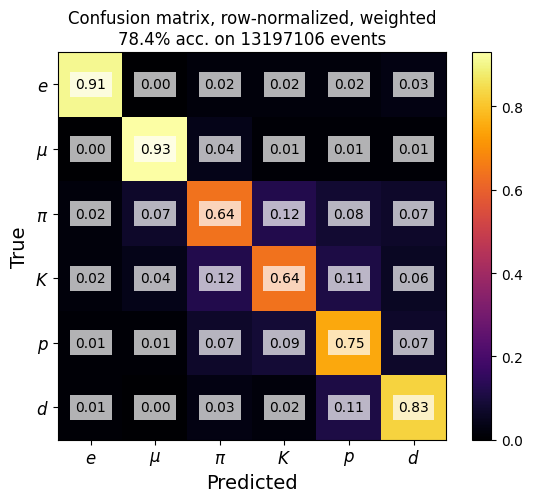 Confusion matrix, row-normalized, weighted
78.4% acc. on 13197106 events
e 0.91 0.00 0.02 0.02 0.02 0.03
μ 0.00 0.93 0.04 0.01 0.01 0.01
π 0.02 0.07 0.64 0.12 0.08 0.07
K 0.02 0.04 0.12 0.64 0.11 0.06
p 0.01 0.01 0.07 0.09 0.75 0.07
d 0.01 0.00 0.03 0.02 0.11 0.83
e μ π K p d
True
Predicted
0.8
0.6
0.4
0.2
0.0